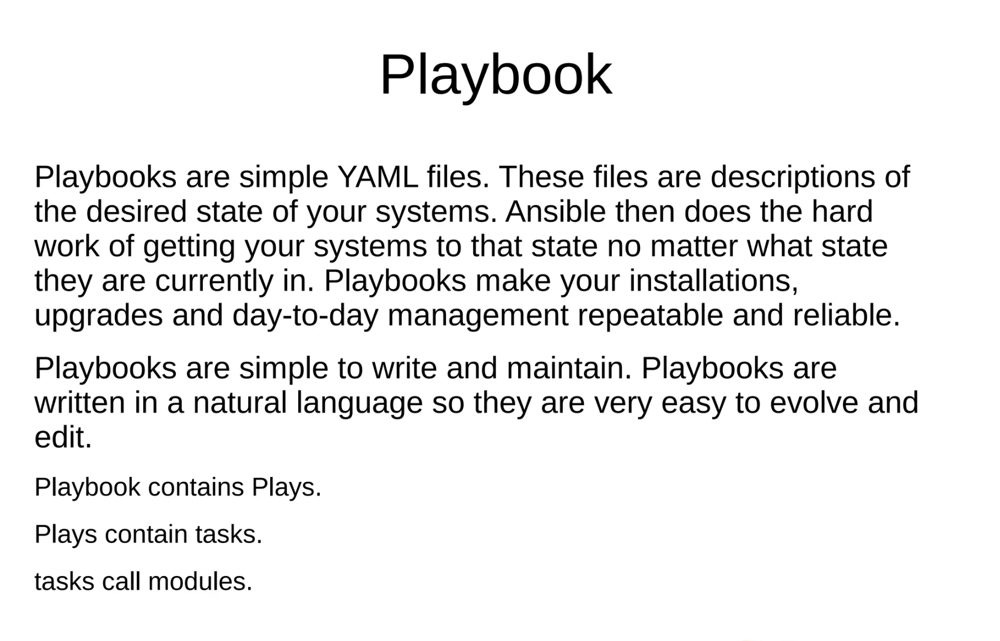 Playbook
Playbooks are simple YAML files. These files are descriptions of
the desired state of your systems. Ansible then does the hard
work of getting your systems to that state no matter what state
they are currently in. Playbooks make your installations,
upgrades and day-to-day management repeatable and reliable.
Playbooks are simple to write and maintain. Playbooks are
written in a natural language so they are very easy to evolve and
edit.
Playbook contains Plays.
Plays contain tasks.
tasks call modules.